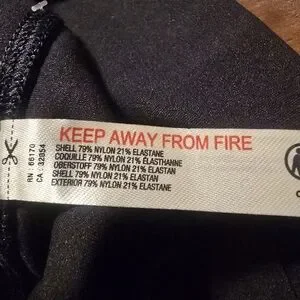 KEEP AWAY FROM FIRE
SHELL 79% NYLON 21% ELASTANE
COQUILLE 79% NYLON 21% ÉLASTHANNE
OBERSTOFF 79% NYLON 21% ELASTAN
SHELL 79% NYLON 21% ELASTAN
EXTERIOR 79% NYLON 21% ELASTANE
RN 66170
CA 32654